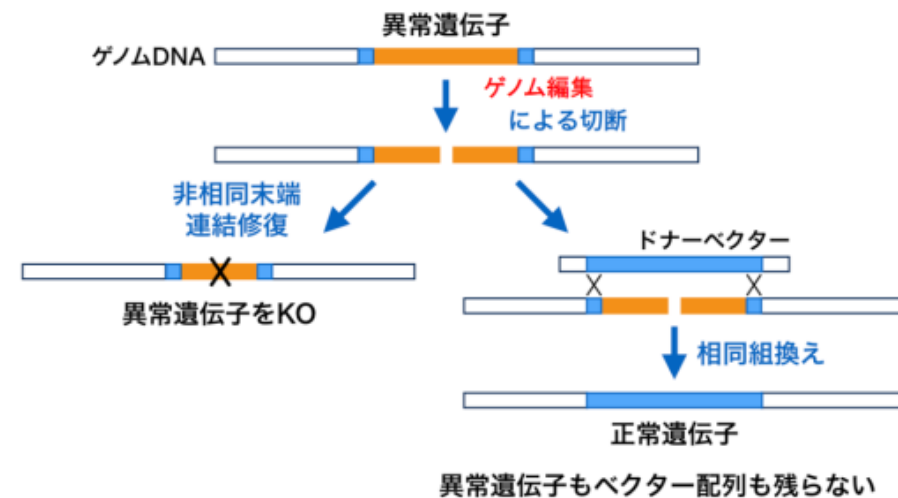 異常遺伝子
ゲノムDNA
ゲノム編集
による切断
非相同末端
連結修復
ドナーベクター
異常遺伝子をKO
相同組換え
正常遺伝子
異常遺伝子もベクター配列も残らない